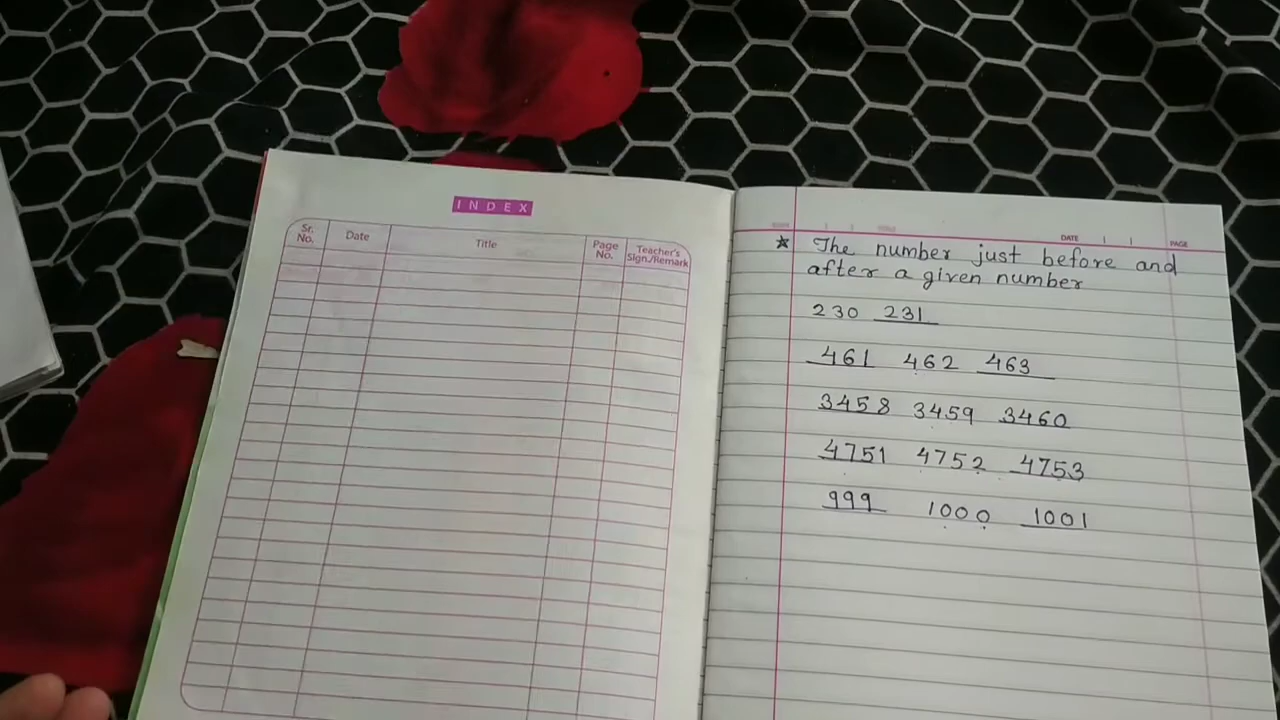 INDEX
Sr. No. Date Title Page No. Teacher's Sign./Remark
DATE PAGE
★ The number just before and
after a given number
230 231
461 462 463
3458 3459 3460
4751 4752 4753
999 1000 1001